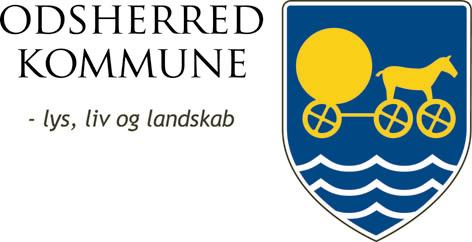 ODSHERRED
KOMMUNE
- lys, liv og landskab